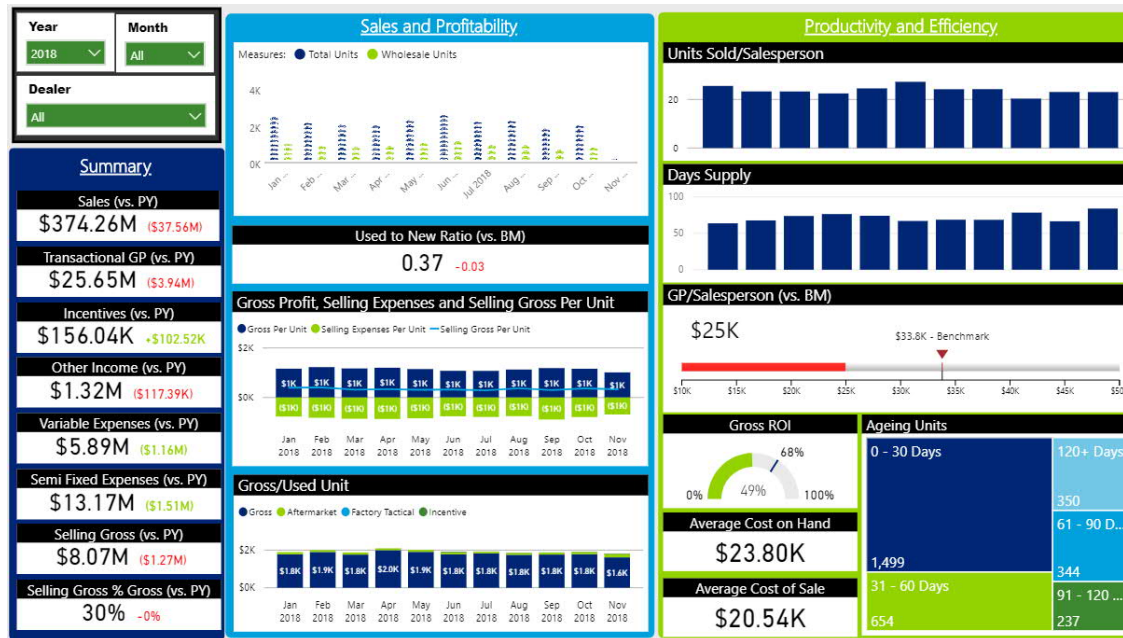 Year
Month
2018
All
Dealer
All
Summary
Sales (vs. PY)
$374.26M ($37.56M)
Transactional GP (vs. PY)
$25.65M ($3.94M)
Incentives (vs. PY)
$156.04K +$102.52K
Other Income (vs. PY)
$1.32M ($117.39K)
Variable Expenses (vs. PY)
$5.89M ($1.16M)
Semi Fixed Expenses (vs. PY)
$13.17M ($1.51M)
Selling Gross (vs. PY)
$8.07M ($1.27M)
Selling Gross % Gross (vs. PY)
30% -0%
Sales and Profitability
Measures: Total Units Wholesale Units
4K
2K
0K
Jan ... Feb ... Mar ... Apr ... May ... Jun ... Jul 2018 Aug ... Sep ... Oct ... Nov ...
Used to New Ratio (vs. BM)
0.37 -0.03
Gross Profit, Selling Expenses and Selling Gross Per Unit
Gross Per Unit Selling Expenses Per Unit Selling Gross Per Unit
$2K
$1K $1K $1K $1K $1K $1K $1K $1K $1K $1K $1K
$0K
($1K) ($1K) ($1K) ($1K) ($1K) ($1K) ($1K) ($1K) ($1K) ($1K) ($1K)
Jan Feb Mar Apr May Jun Jul Aug Sep Oct Nov
2018 2018 2018 2018 2018 2018 2018 2018 2018 2018 2018
Gross/Used Unit
Gross Aftermarket Factory Tactical Incentive
$2K
$1.8K $1.9K $1.8K $2.0K $1.9K $1.8K $1.8K $1.8K $1.8K $1.8K $1.6K
$0K
Jan Feb Mar Apr May Jun Jul Aug Sep Oct Nov
2018 2018 2018 2018 2018 2018 2018 2018 2018 2018 2018
Productivity and Efficiency
Units Sold/Salesperson
20
0
Days Supply
100
50
0
GP/Salesperson (vs. BM)
$25K
$33.8K - Benchmark
$10K $15K $20K $25K $30K $35K $40K $45K $50
Gross ROI
68%
0% 49% 100%
Average Cost on Hand
$23.80K
Average Cost of Sale
$20.54K
Ageing Units
0 - 30 Days
1,499
31 - 60 Days
654
120+ Days
350
61 - 90 D...
344
91 - 120 ...
237